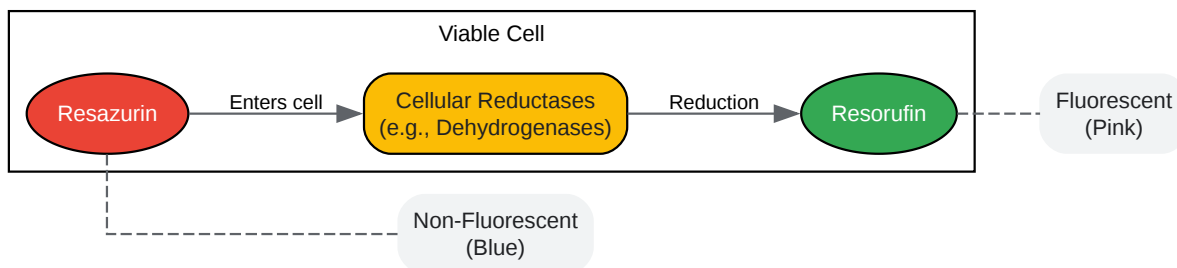 Viable Cell
Resazurin
Enters cell
Cellular Reductases
(e.g., Dehydrogenases)
Reduction
Resorufin
Fluorescent
(Pink)
Non-Fluorescent
(Blue)